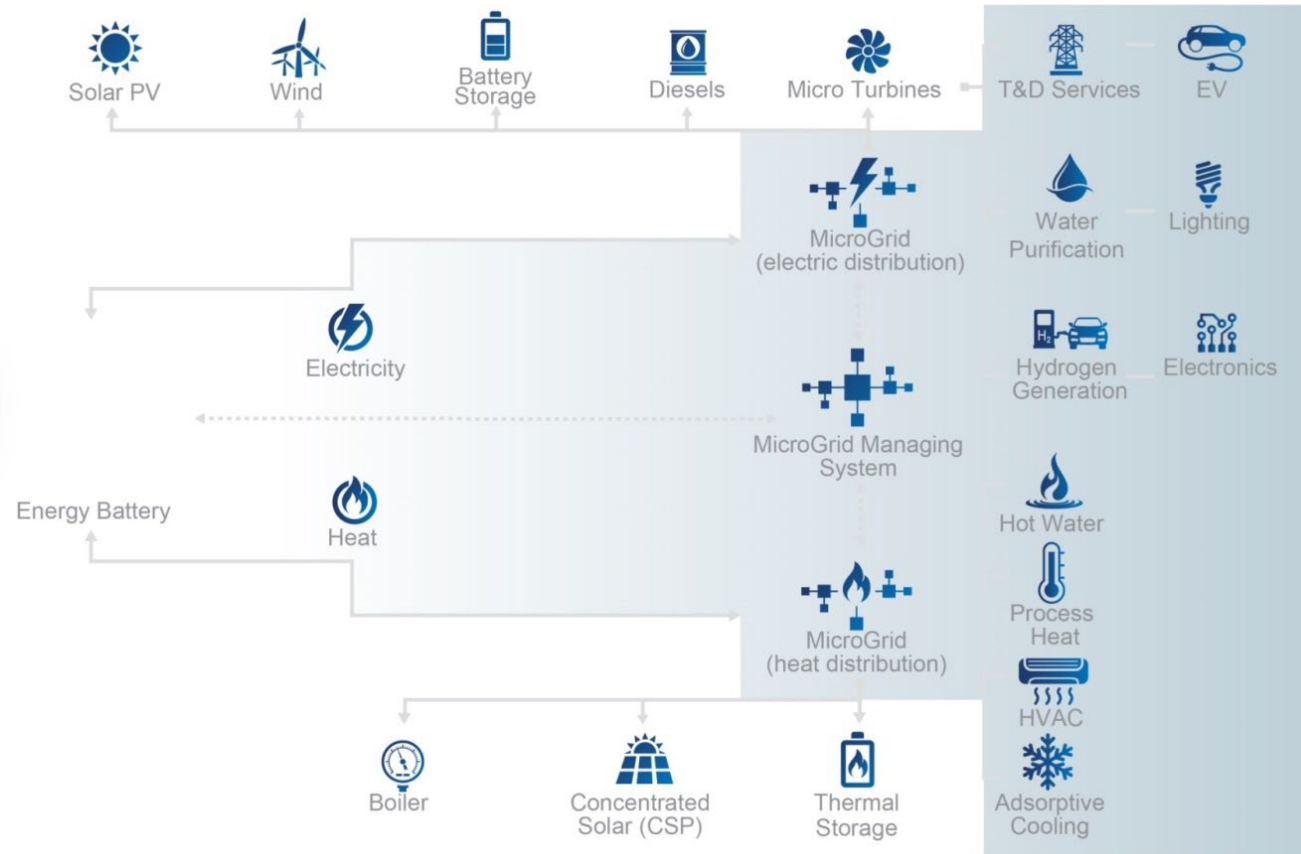 Solar PV
Wind
Battery
Storage
Diesels
Micro Turbines
T&D Services
EV
MicroGrid
(electric distribution)
Water
Purification
Lighting
Electricity
H2
Hydrogen
Generation
Electronics
MicroGrid Managing
System
Energy Battery
Heat
Hot Water
MicroGrid
(heat distribution)
Process
Heat
HVAC
Boiler
Concentrated
Solar (CSP)
Thermal
Storage
Adsorptive
Cooling